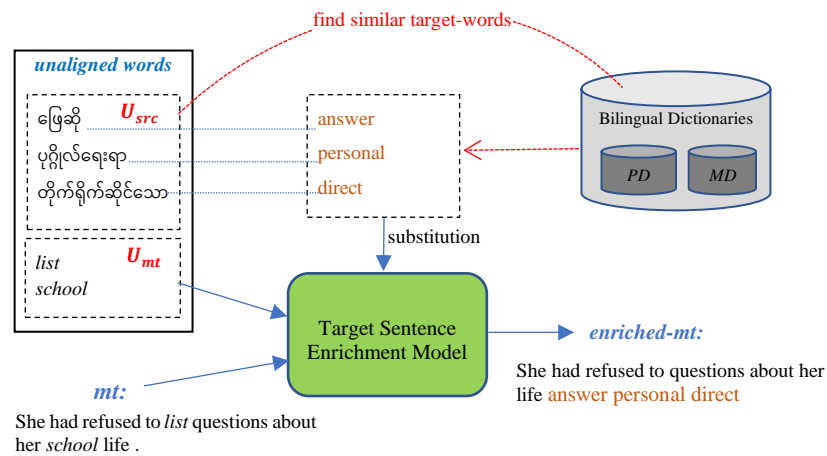 find similar target-words
unaligned words
ဖြေဆို
U_src
ပုဂ္ဂိုလ်ရေးရာ
တိုက်ရိုက်ဆိုင်သော
answer
personal
direct
Bilingual Dictionaries
PD
MD
substitution
list
U_mt
school
Target Sentence
Enrichment Model
enriched-mt:
She had refused to questions about her
life answer personal direct
mt:
She had refused to list questions about
her school life .